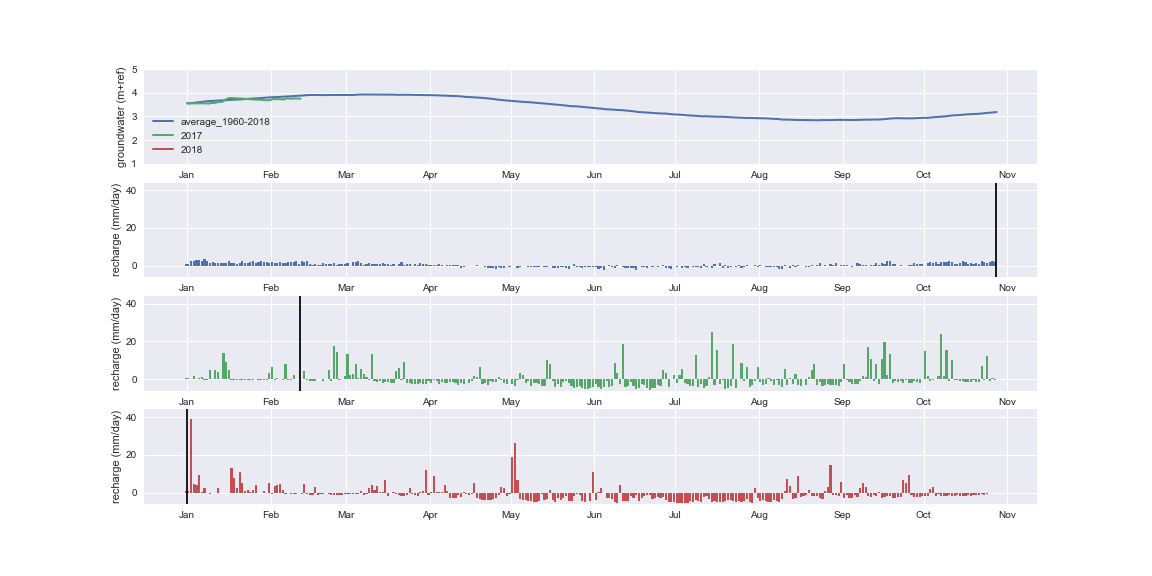 groundwater (m+ref)
5
4
3
2
1
average_1960-2018
2017
2018
Jan Feb Mar Apr May Jun Jul Aug Sep Oct Nov
recharge (mm/day)
40
20
0
Jan Feb Mar Apr May Jun Jul Aug Sep Oct Nov
recharge (mm/day)
40
20
0
Jan Feb Mar Apr May Jun Jul Aug Sep Oct Nov
recharge (mm/day)
40
20
0
Jan Feb Mar Apr May Jun Jul Aug Sep Oct Nov